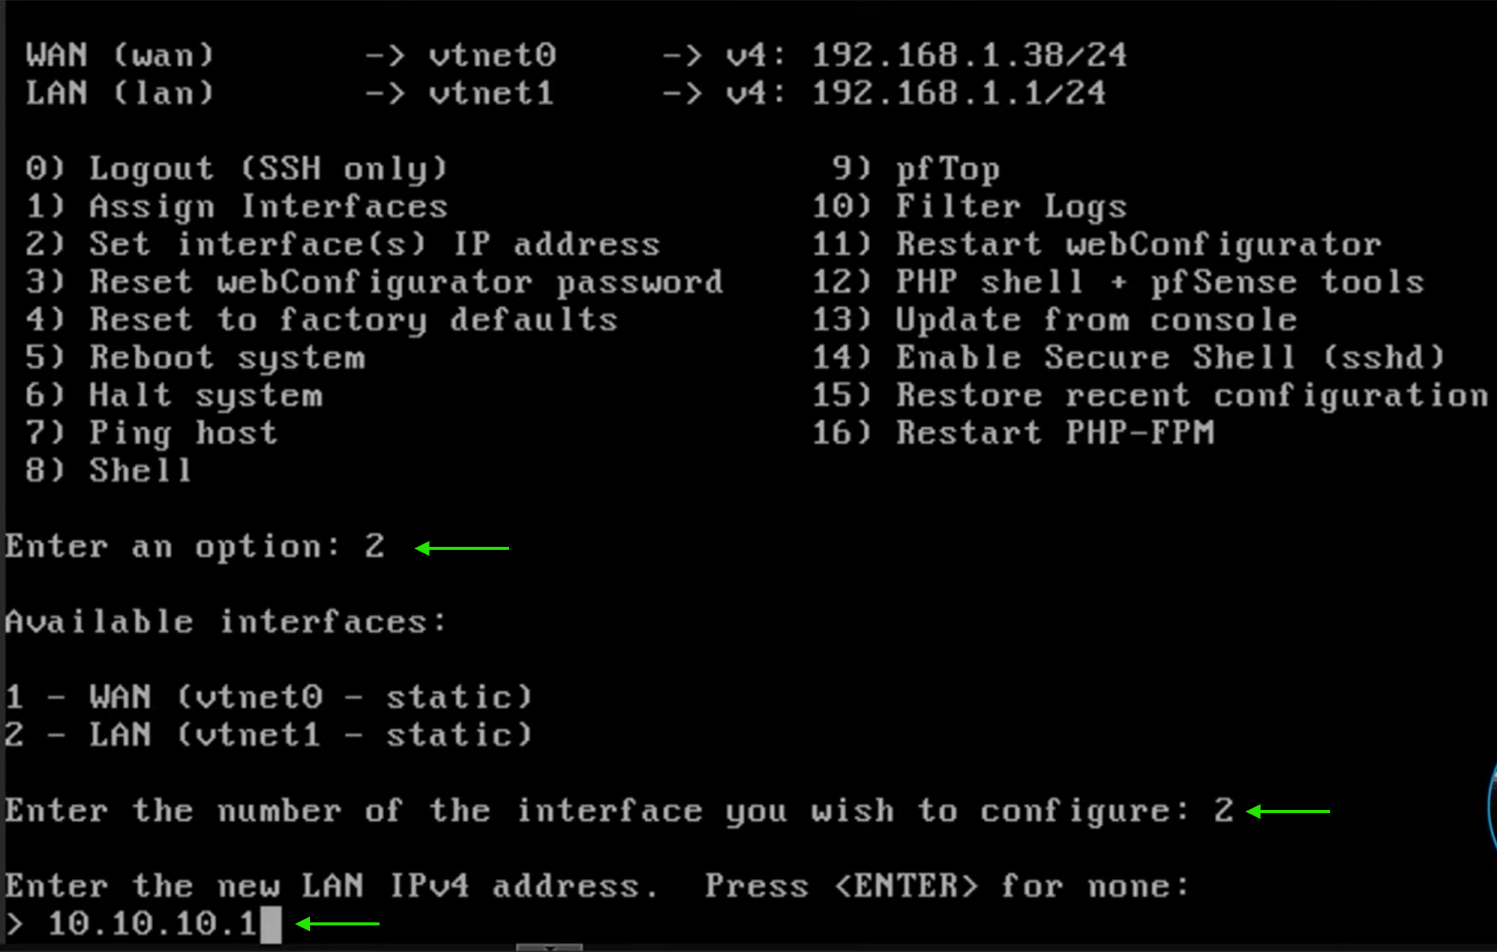 WAN (wan) -> vtnet0 -> v4: 192.168.1.38/24
LAN (lan) -> vtnet1 -> v4: 192.168.1.1/24
0) Logout (SSH only) 9) pfTop
1) Assign Interfaces 10) Filter Logs
2) Set interface(s) IP address 11) Restart webConfigurator
3) Reset webConfigurator password 12) PHP shell + pfSense tools
4) Reset to factory defaults 13) Update from console
5) Reboot system 14) Enable Secure Shell (sshd)
6) Halt system 15) Restore recent configuration
7) Ping host 16) Restart PHP-FPM
8) Shell
Enter an option: 2
Available interfaces:
1 - WAN (vtnet0 - static)
2 - LAN (vtnet1 - static)
Enter the number of the interface you wish to configure: 2
Enter the new LAN IPv4 address.  Press <ENTER> for none:
> 10.10.10.1